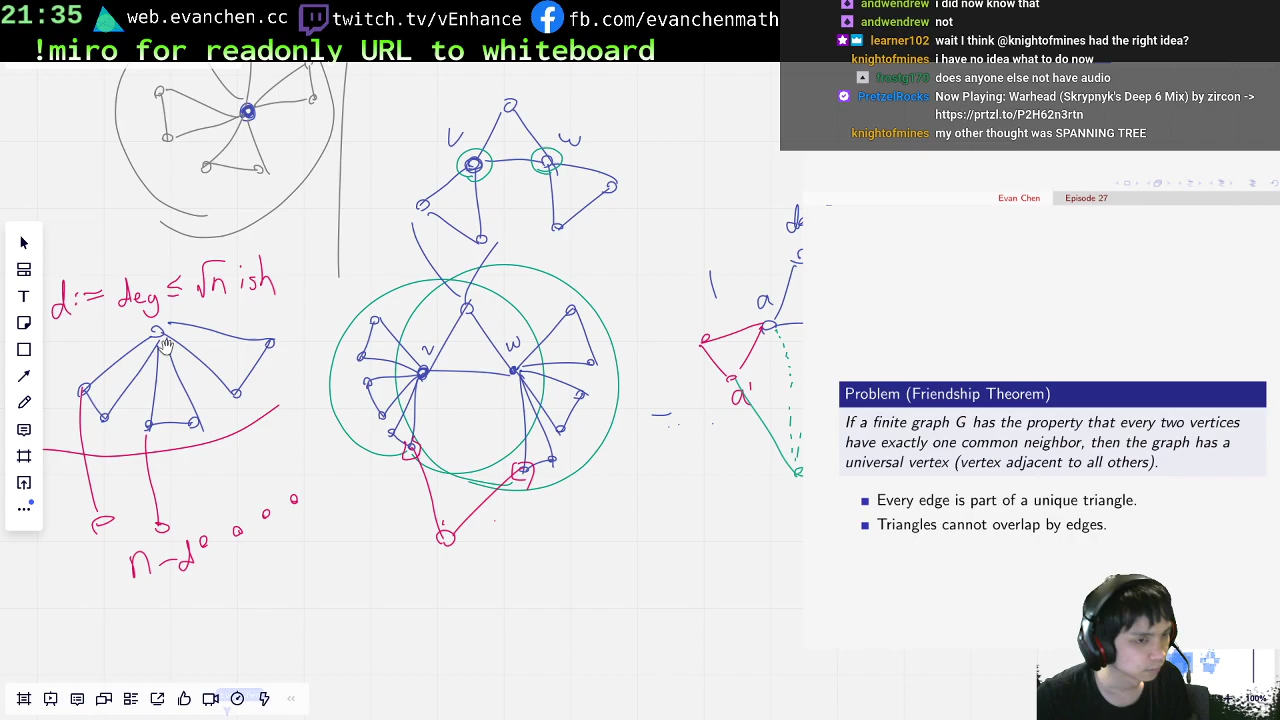 21:35 web.evanchen.cc twitch.tv/vEnhance fb.com/evanchenmath
!miro for readonly URL to whiteboard
andwendrew i did now know that
andwendrew not
learner102 wait I think @knightofmines had the right idea?
knightofmines i have no idea what to do now
does anyone else not have audio
PretzelRocks Now Playing: Warhead (Skrypnyk's Deep 6 Mix) by zircon ->
https://prtzl.to/P2H62n3rtn
knightofmines my other thought was SPANNING TREE
Evan Chen Episode 27
V w
d := deg ≤ √n ish
v w
a
a'
n-d
Problem (Friendship Theorem)
If a finite graph G has the property that every two vertices
have exactly one common neighbor, then the graph has a
universal vertex (vertex adjacent to all others).
Every edge is part of a unique triangle.
Triangles cannot overlap by edges.
100%